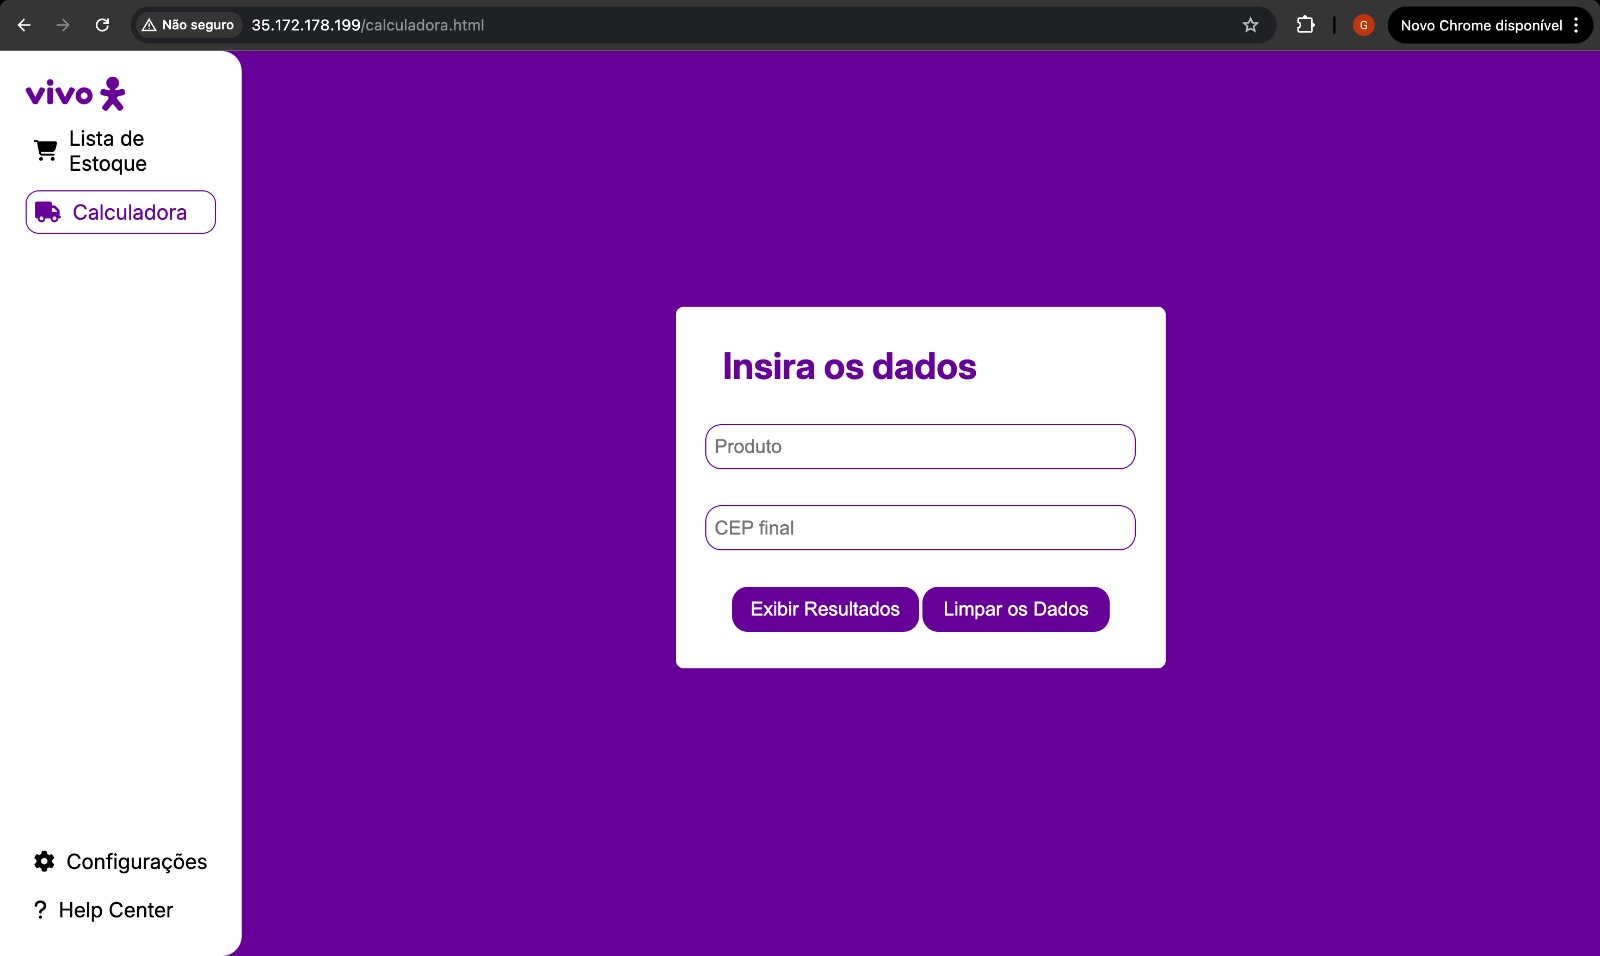 Não seguro
35.172.178.199/calculadora.html
G
Novo Chrome disponível
vivo
Lista de
Estoque
Calculadora
Insira os dados
Produto
CEP final
Exibir Resultados
Limpar os Dados
Configurações
? Help Center